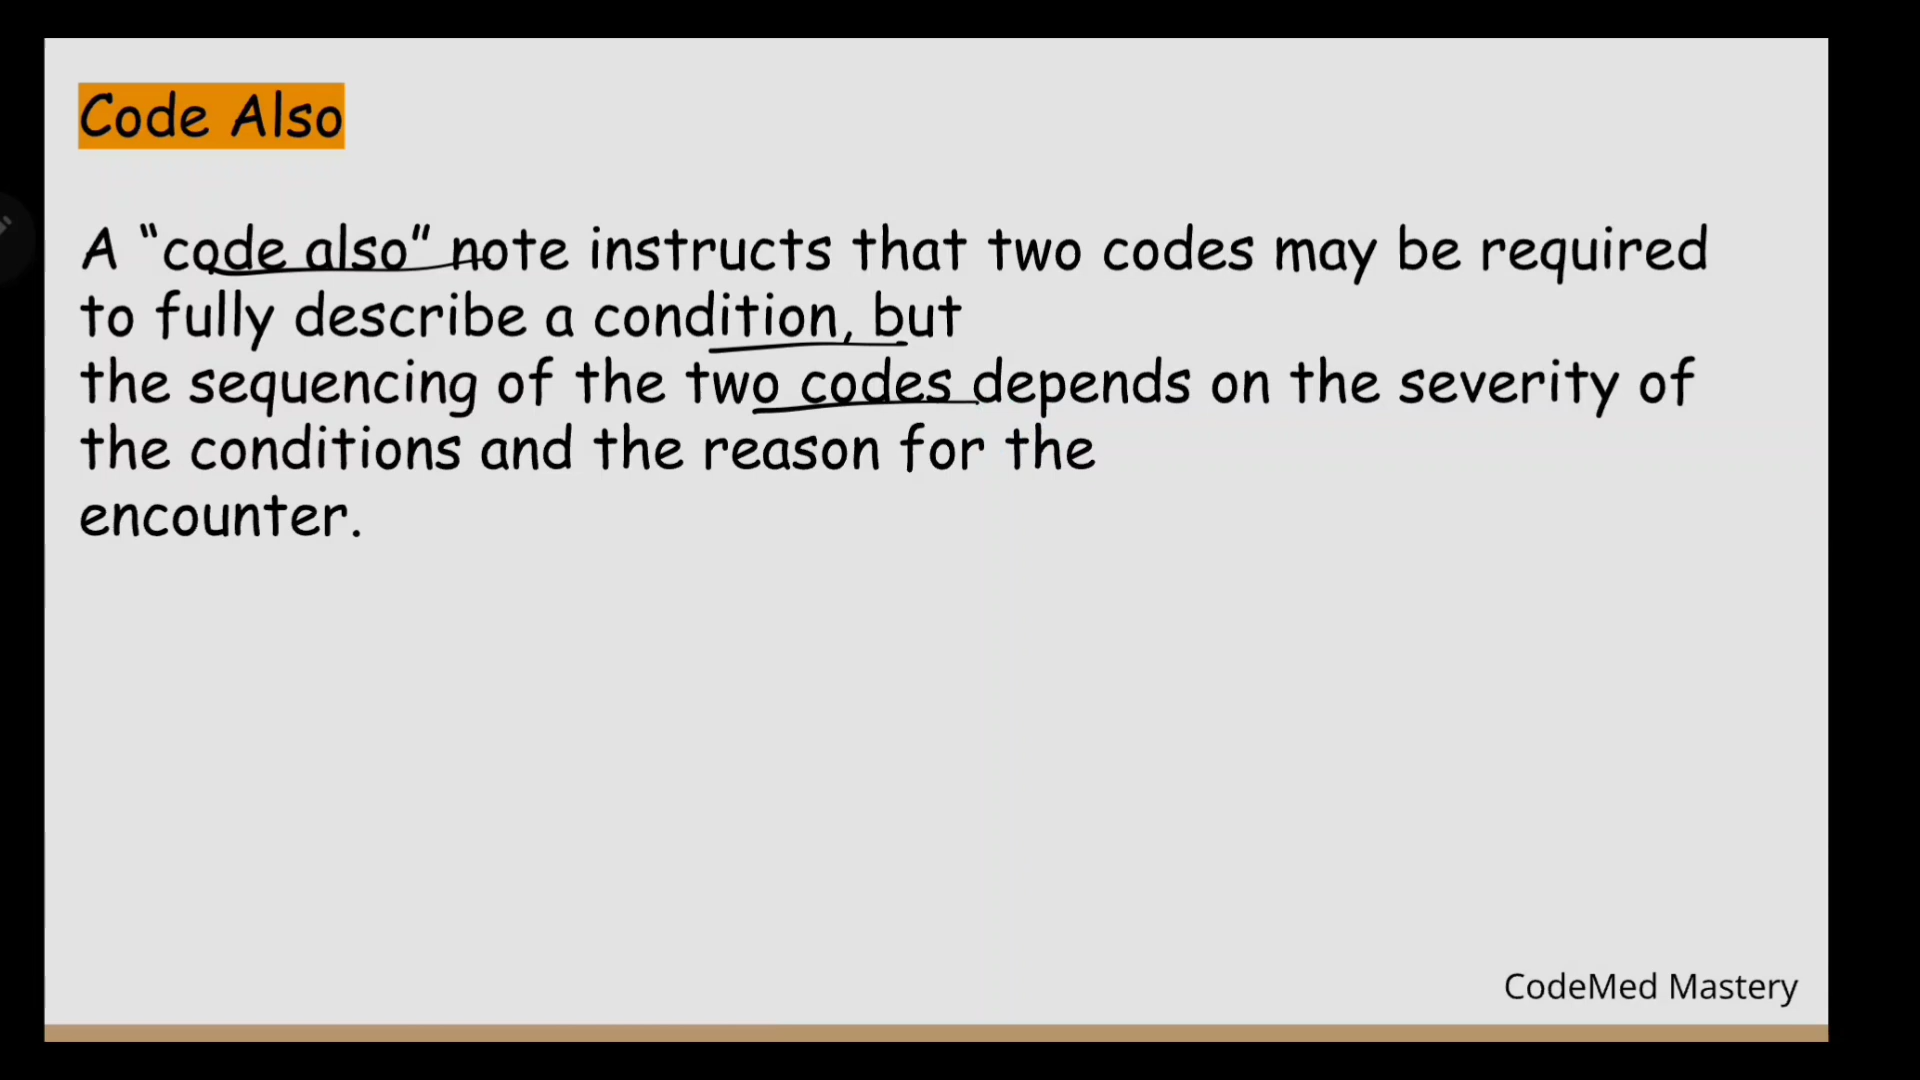 Code Also
A “code also” note instructs that two codes may be required
to fully describe a condition, but
the sequencing of the two codes depends on the severity of
the conditions and the reason for the
encounter.
CodeMed Mastery